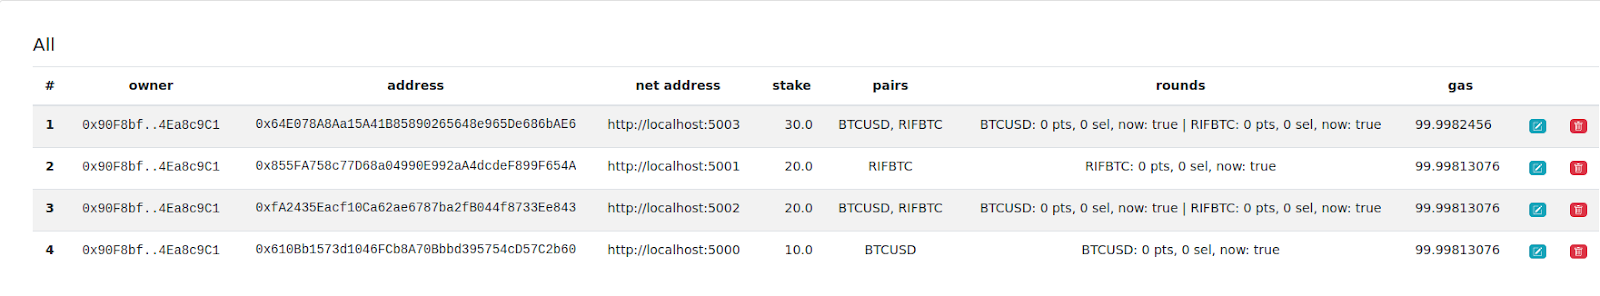 All
# owner address net address stake pairs rounds gas
1 0x90F8bf..4Ea8c9C1 0x64E078A8Aa15A41B85890265648e965De686bAE6 http://localhost:5003 30.0 BTCUSD, RIFBTC BTCUSD: 0 pts, 0 sel, now: true | RIFBTC: 0 pts, 0 sel, now: true 99.9982456
2 0x90F8bf..4Ea8c9C1 0x855FA758c77D68a04990E992aA4dcdeF899F654A http://localhost:5001 20.0 RIFBTC RIFBTC: 0 pts, 0 sel, now: true 99.99813076
3 0x90F8bf..4Ea8c9C1 0xfA2435Eacf10Ca62ae6787ba2fB044f8733Ee843 http://localhost:5002 20.0 BTCUSD, RIFBTC BTCUSD: 0 pts, 0 sel, now: true | RIFBTC: 0 pts, 0 sel, now: true 99.99813076
4 0x90F8bf..4Ea8c9C1 0x610Bb1573d1046FCb8A70Bbbd395754cD57C2b60 http://localhost:5000 10.0 BTCUSD BTCUSD: 0 pts, 0 sel, now: true 99.99813076